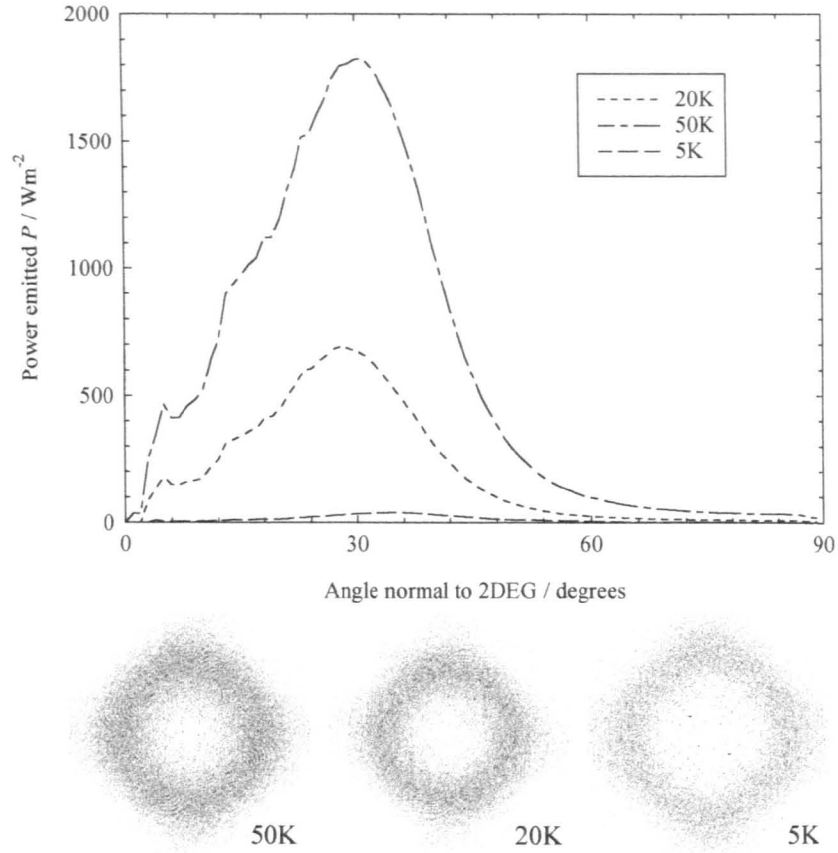 2000
1500
1000
500
0
Power emitted P / Wm-2
20K
50K
5K
0 30 60 90
Angle normal to 2DEG / degrees
50K 20K 5K